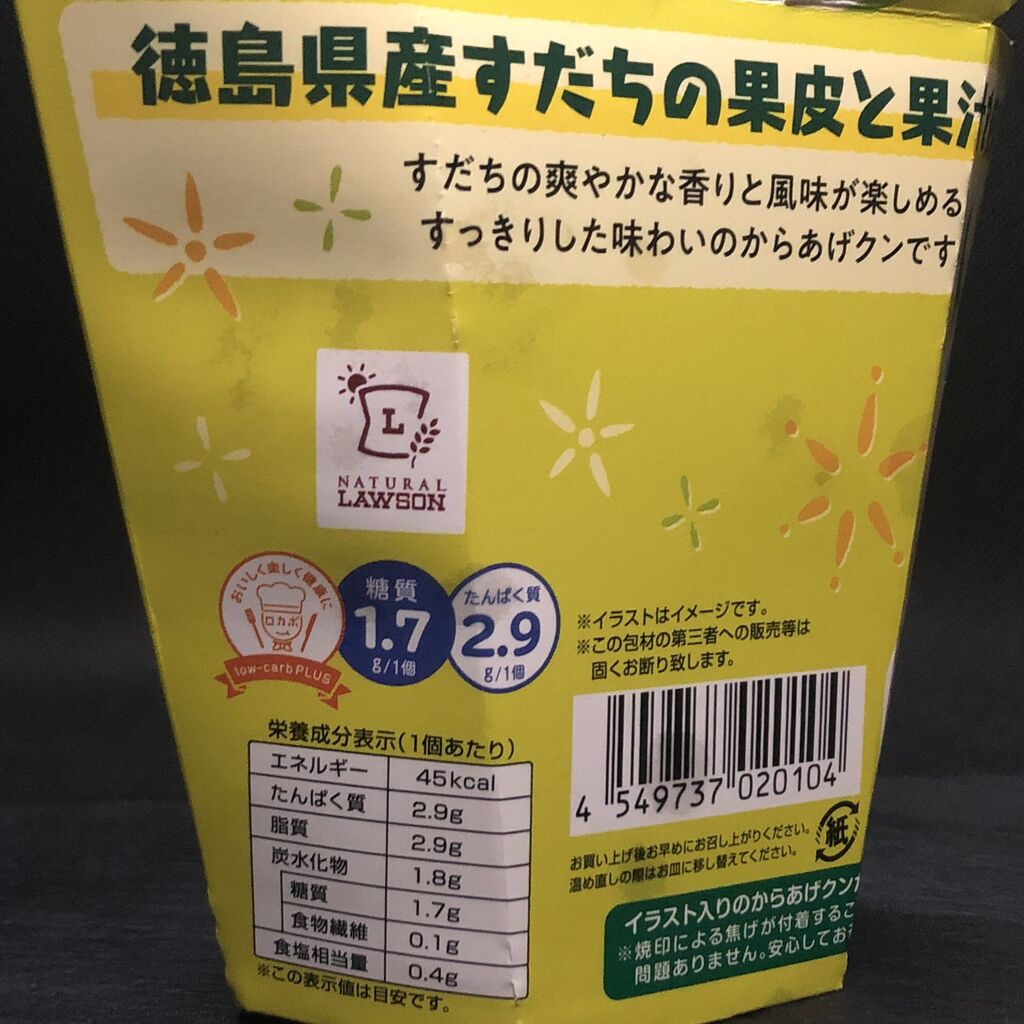 徳島県産すだちの果皮と果汁
すだちの爽やかな香りと風味が楽しめる
すっきりした味わいのからあげクンです
L
NATURAL
LAWSON
おいしく楽しく健康に
ロカボ
low-carbPLUS
糖質
1.7
g/1個
たんぱく質
2.9
g/1個
※イラストはイメージです。
※この包材の第三者への販売等は
固くお断り致します。
栄養成分表示(1個あたり)
エネルギー 45kcal
たんぱく質 2.9g
脂質 2.9g
炭水化物 1.8g
糖質 1.7g
食物繊維 0.1g
食塩相当量 0.4g
※この表示値は目安です。
4 549737 020104
お買い上げ後お早めにお召し上がりください。
温め直しの際はお皿に移し替えてください。
紙
イラスト入りのからあげクンが
※焼印による焦げが付着するこ
問題ありません。安心してお